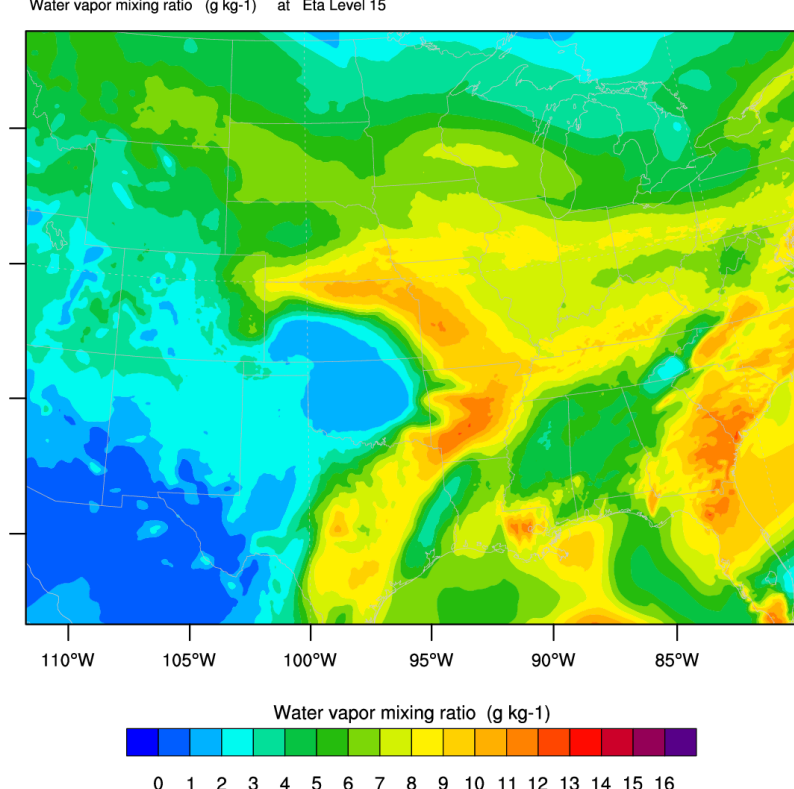 Water vapor mixing ratio (g kg-1) at Eta Level 15
110°W 105°W 100°W 95°W 90°W 85°W
Water vapor mixing ratio (g kg-1)
0 1 2 3 4 5 6 7 8 9 10 11 12 13 14 15 16